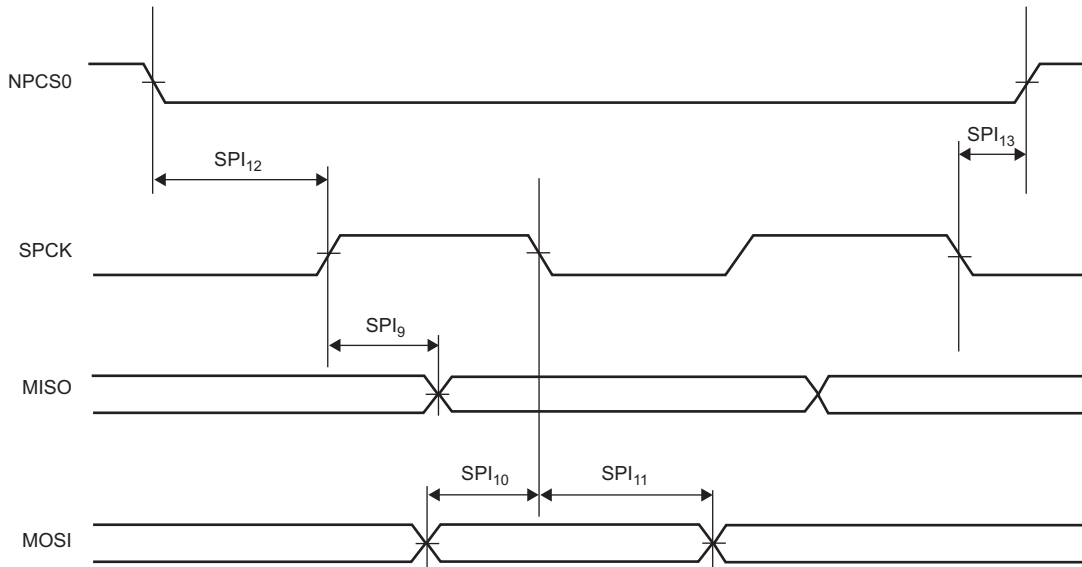 NPCS0
SPI₁₂
SPI₁₃
SPCK
SPI₉
MISO
SPI₁₀
SPI₁₁
MOSI